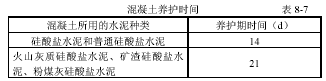 混凝土养护时间 表 8-7
混凝土所用的水泥种类 养护期时间（d）
硅酸盐水泥和普通硅酸盐水泥 14
火山灰质硅酸盐水泥、矿渣硅酸盐水
泥、粉煤灰硅酸盐水泥 21